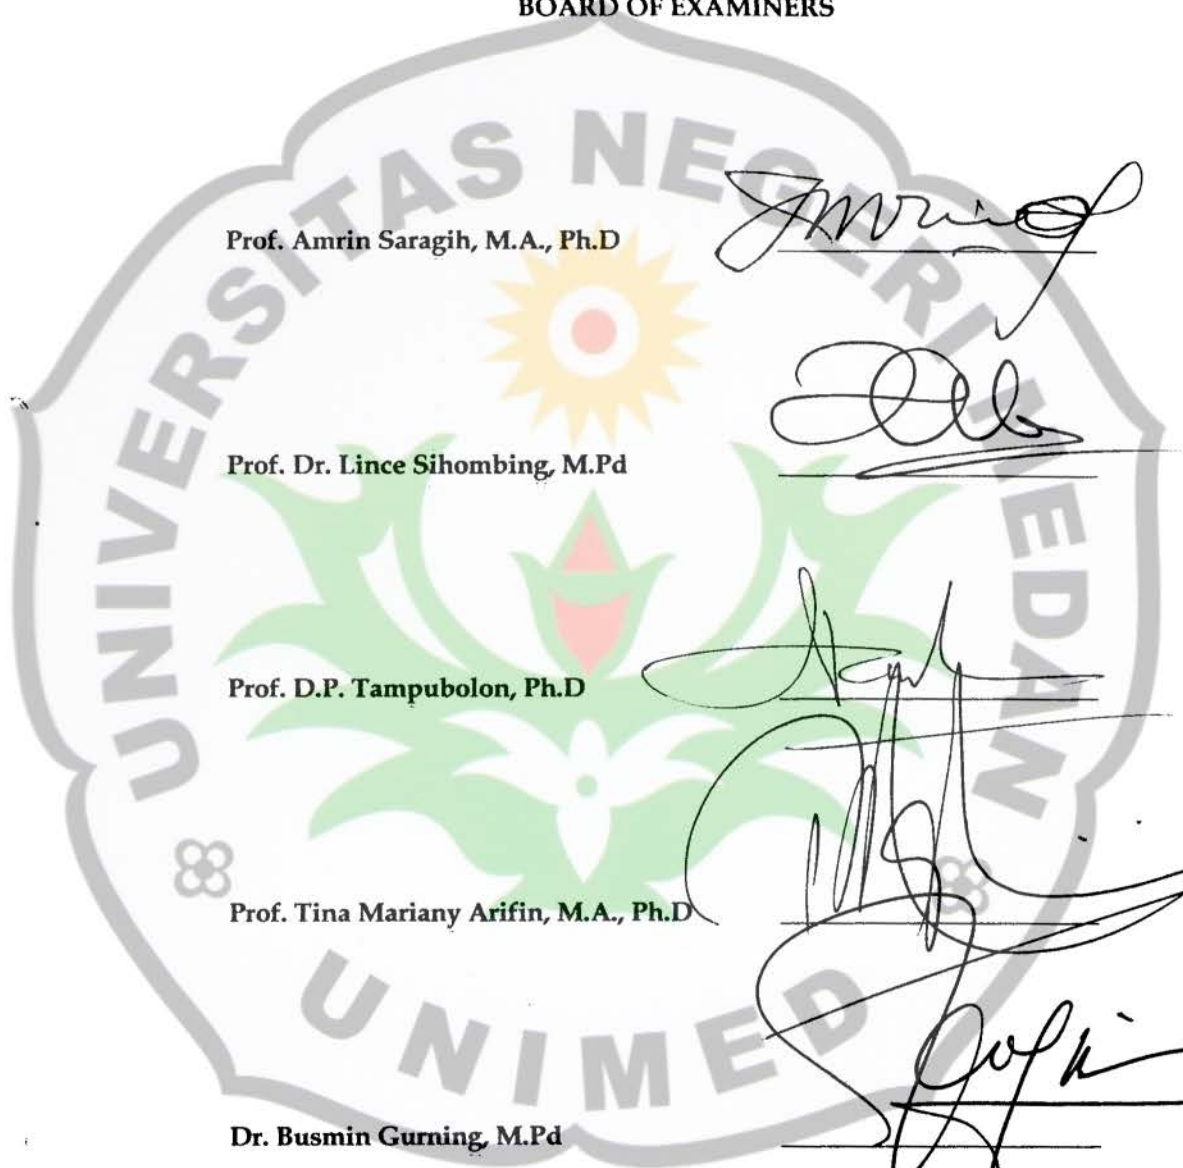 BOARD OF EXAMINERS
UNIVERSITAS NEGERI MEDAN
Prof. Amrin Saragih, M.A., Ph.D
Prof. Dr. Lince Sihombing, M.Pd
Prof. D.P. Tampubolon, Ph.D
Prof. Tina Mariany Arifin, M.A., Ph.D
UNIMED
Dr. Busmin Gurning, M.Pd